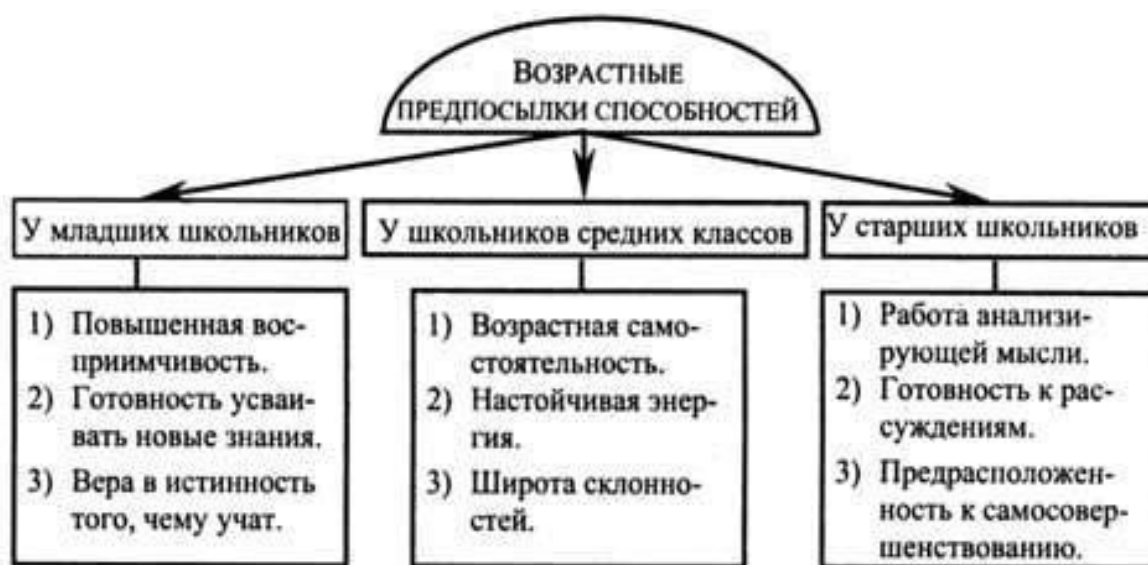 ВОЗРАСТНЫЕ
ПРЕДПОСЫЛКИ СПОСОБНОСТЕЙ
У младших школьников
1) Повышенная вос-
приимчивость.
2) Готовность усваи-
вать новые знания.
3) Вера в истинность
того, чему учат.
У школьников средних классов
1) Возрастная само-
стоятельность.
2) Настойчивая энер-
гия.
3) Широта склонно-
стей.
У старших школьников
1) Работа анализи-
рующей мысли.
2) Готовность к рас-
суждениям.
3) Предрасположен-
ность к самосовер-
шенствованию.